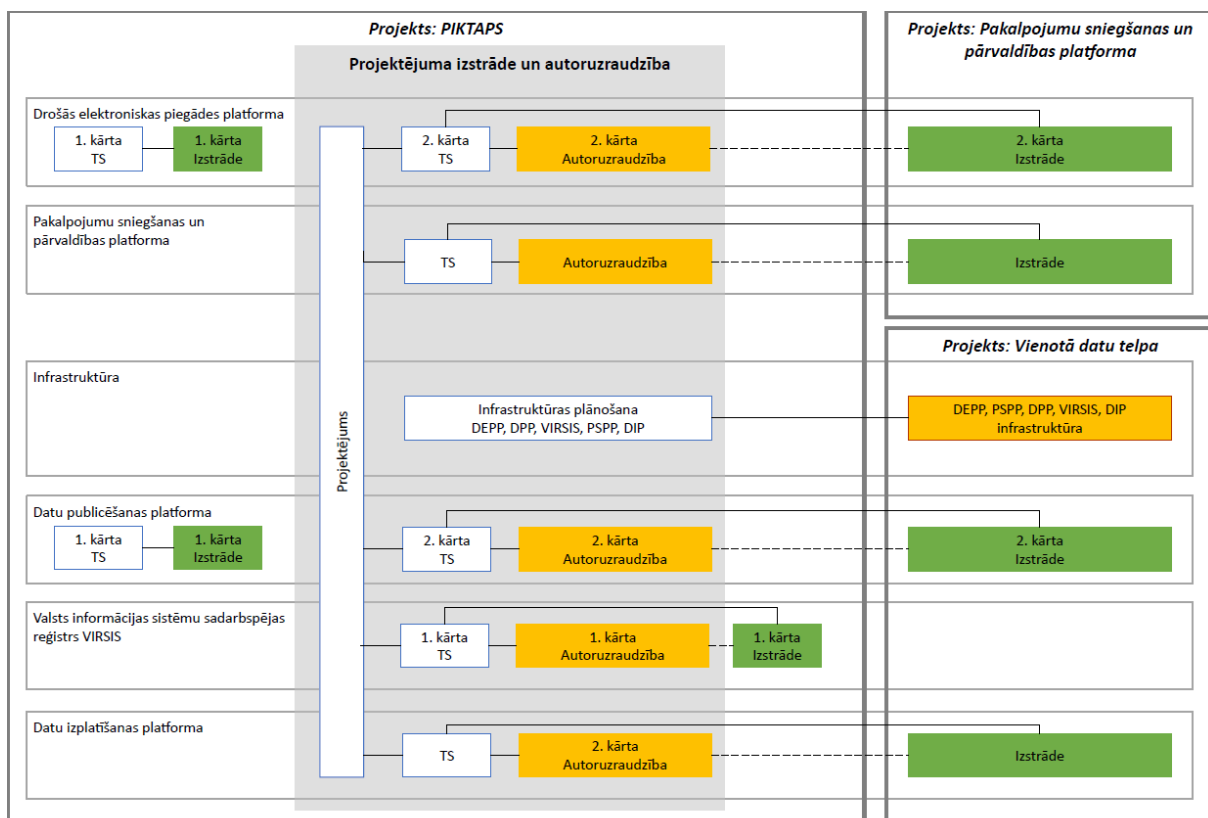 Projekts: PIKTAPS
Projekts: Pakalpojumu sniegšanas un
pārvaldības platforma
Projektējuma izstrāde un autoruzraudzība
Drošās elektroniskas piegādes platforma
1. kārta
TS
1. kārta
Izstrāde
2. kārta
TS
2. kārta
Autoruzraudzība
2. kārta
Izstrāde
Pakalpojumu sniegšanas un
pārvaldības platforma
TS
Autoruzraudzība
Izstrāde
Projekts: Vienotā datu telpa
Infrastruktūra
Projektējums
Infrastruktūras plānošana
DEPP, DPP, VIRSIS, PSPP, DIP
DEPP, PSPP, DPP, VIRSIS, DIP
infrastruktūra
Datu publicēšanas platforma
1. kārta
TS
1. kārta
Izstrāde
2. kārta
TS
2. kārta
Autoruzraudzība
2. kārta
Izstrāde
Valsts informācijas sistēmu sadarbspējas
reģistrs VIRSIS
1. kārta
TS
1. kārta
Autoruzraudzība
1. kārta
Izstrāde
Datu izplatīšanas platforma
TS
2. kārta
Autoruzraudzība
Izstrāde